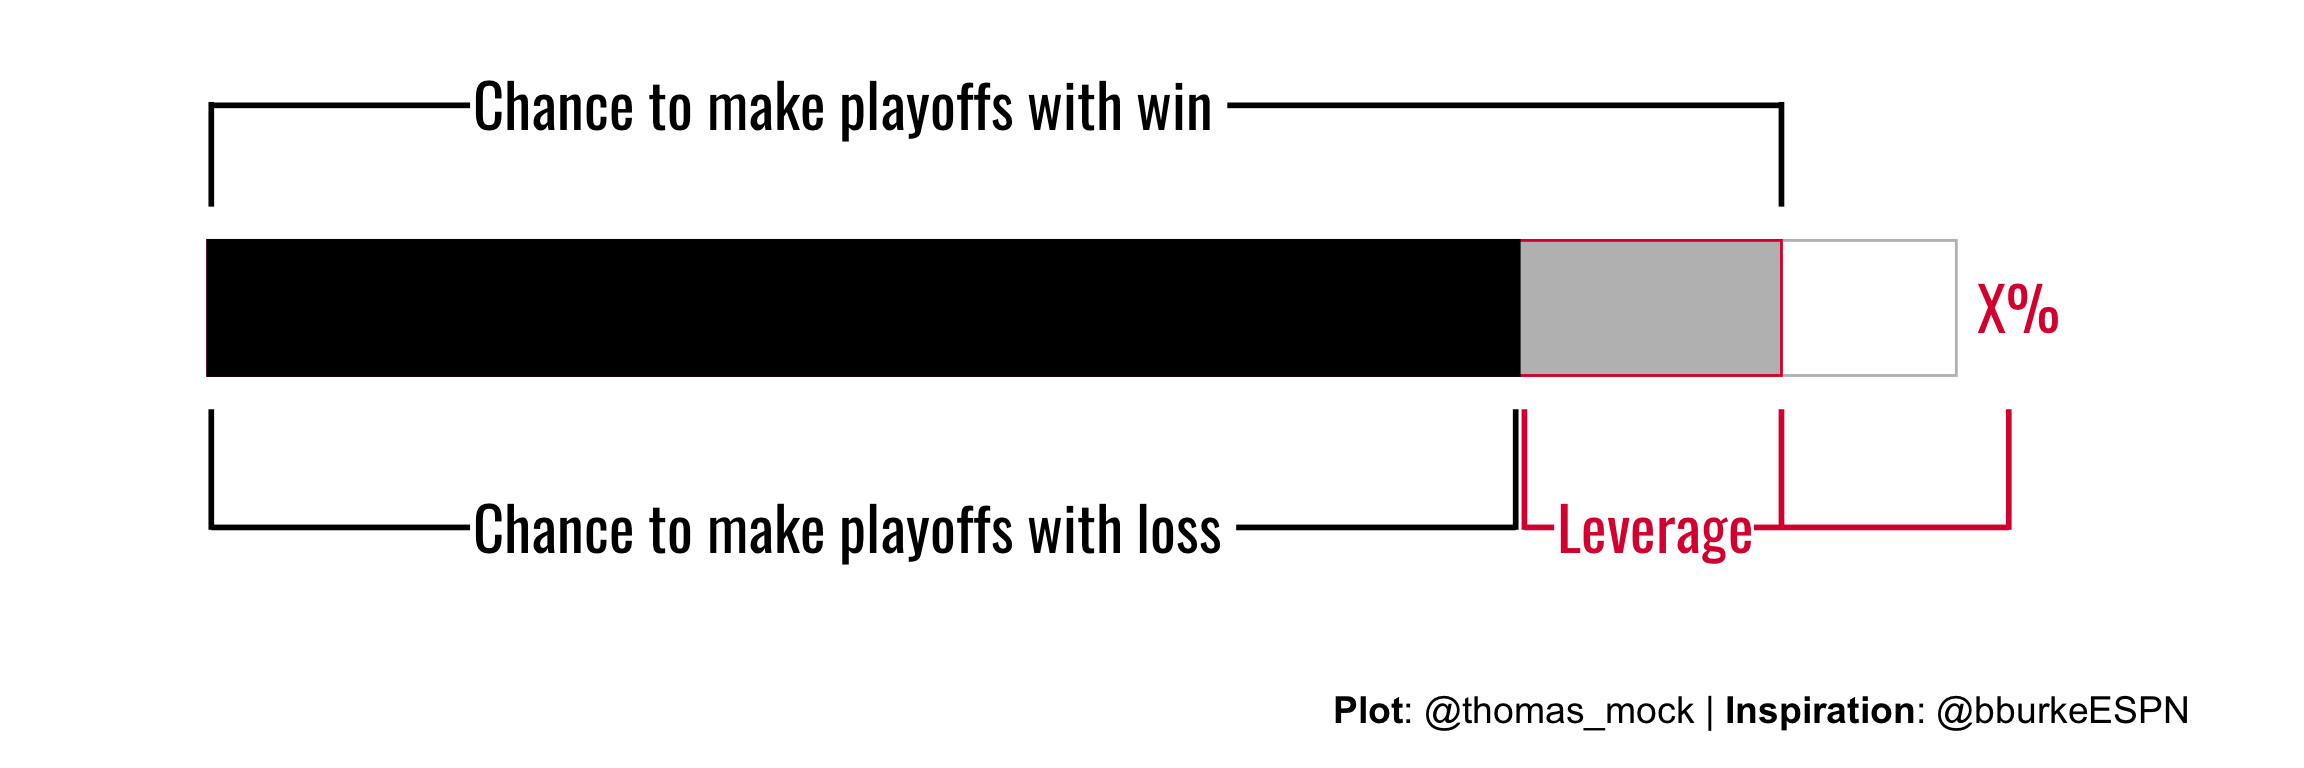 Chance to make playoffs with win
X%
Chance to make playoffs with loss
Leverage
Plot: @thomas_mock | Inspiration: @bburkeESPN